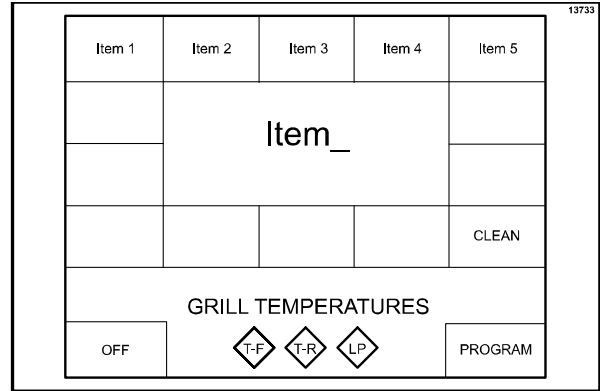 13733
Item 1 Item 2 Item 3 Item 4 Item 5
Item_
CLEAN
GRILL TEMPERATURES
OFF T-F T-R LP PROGRAM